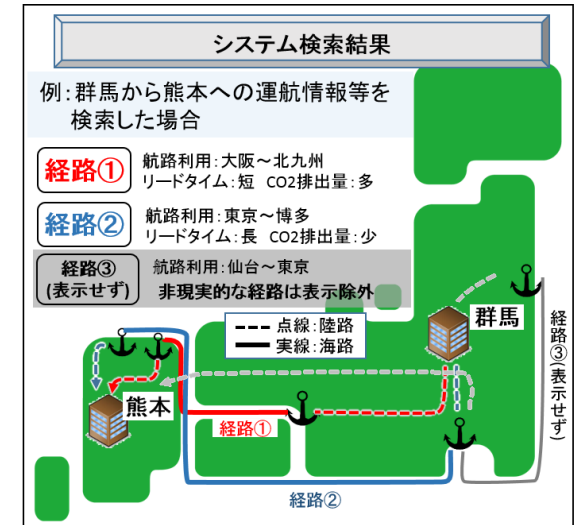 システム検索結果
例：群馬から熊本への運航情報等を
検索した場合
経路①
航路利用：大阪～北九州
リードタイム：短 CO2排出量：多
経路②
航路利用：東京～博多
リードタイム：長 CO2排出量：少
経路③
(表示せず)
航路利用：仙台～東京
非現実的な経路は表示除外
点線：陸路
実線：海路
群馬
経路③(表示せず)
熊本
経路①
経路②